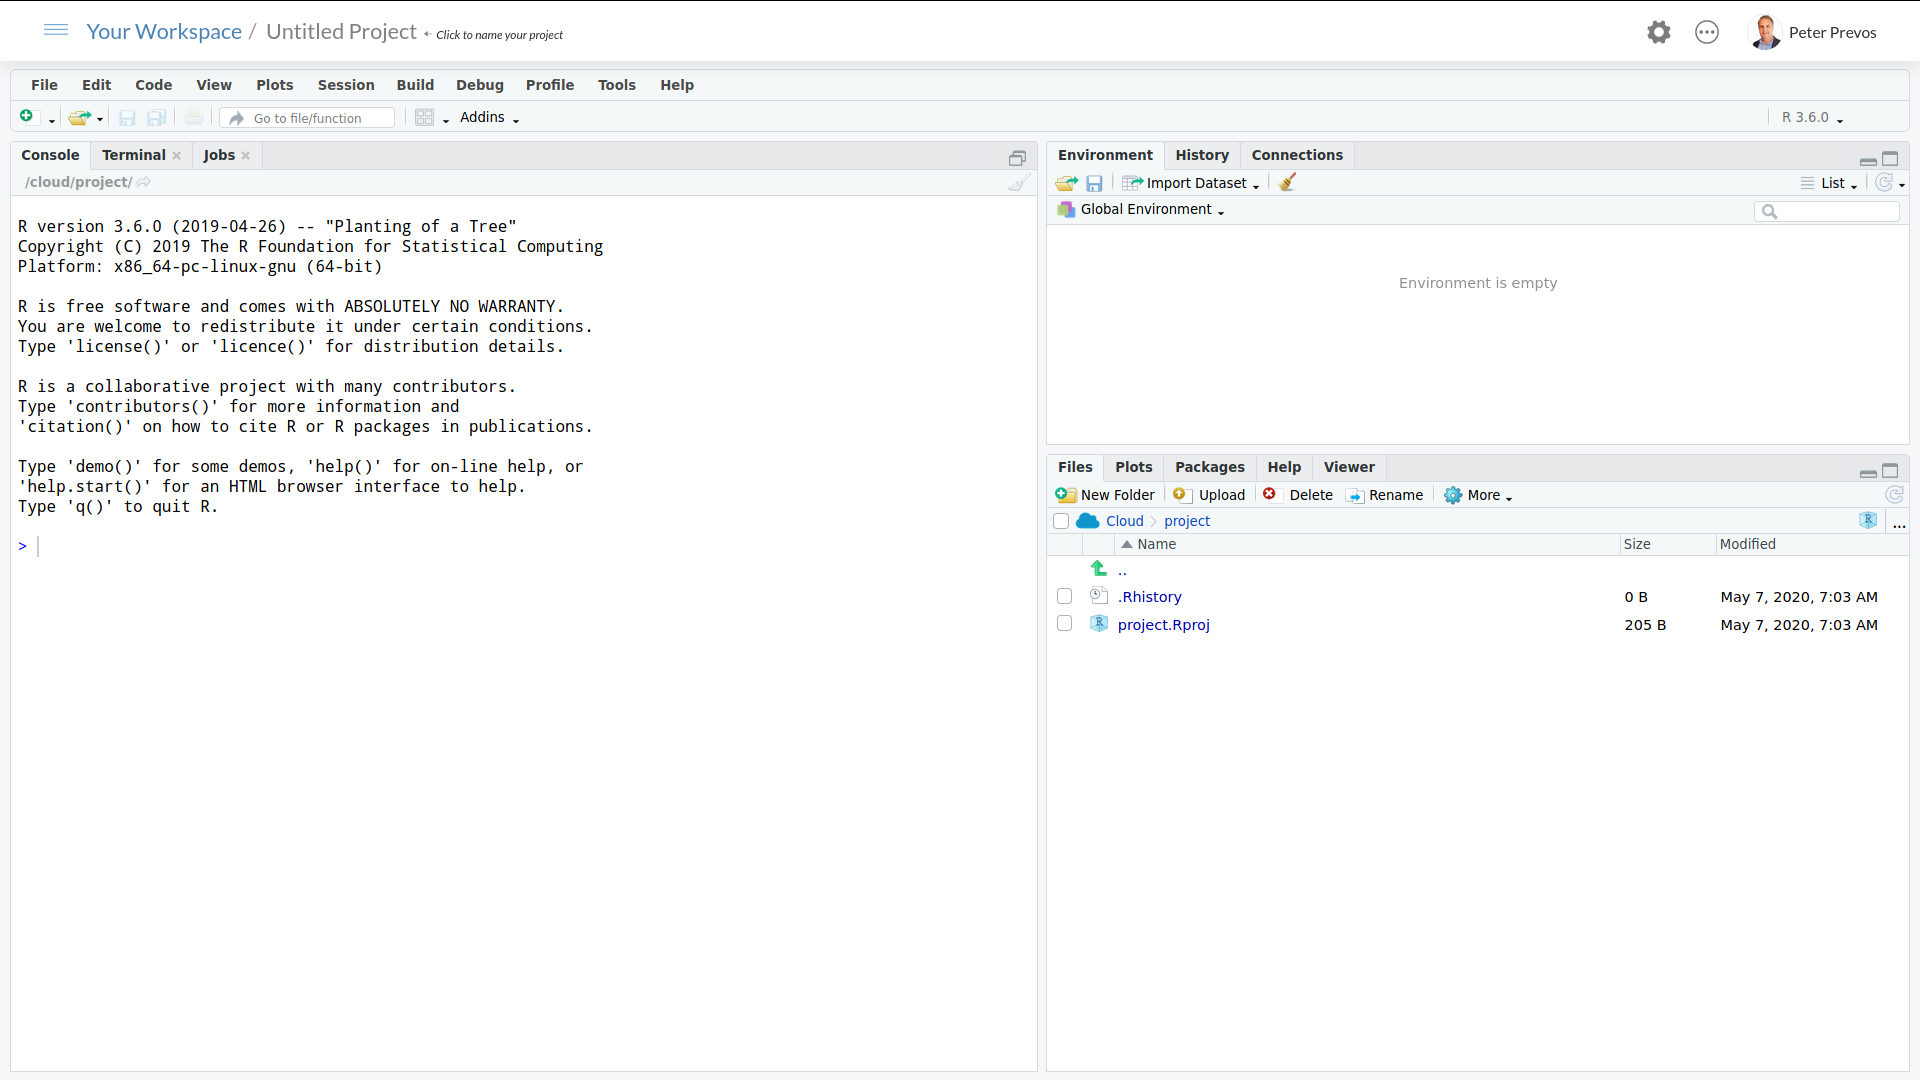 Your Workspace / Untitled Project ← Click to name your project
Peter Prevos
File Edit Code View Plots Session Build Debug Profile Tools Help
Go to file/function Addins R 3.6.0
Console Terminal Jobs
/cloud/project/
R version 3.6.0 (2019-04-26) -- "Planting of a Tree"
Copyright (C) 2019 The R Foundation for Statistical Computing
Platform: x86_64-pc-linux-gnu (64-bit)
R is free software and comes with ABSOLUTELY NO WARRANTY.
You are welcome to redistribute it under certain conditions.
Type 'license()' or 'licence()' for distribution details.
R is a collaborative project with many contributors.
Type 'contributors()' for more information and
'citation()' on how to cite R or R packages in publications.
Type 'demo()' for some demos, 'help()' for on-line help, or
'help.start()' for an HTML browser interface to help.
Type 'q()' to quit R.
>
Environment History Connections
Import Dataset List
Global Environment
Environment is empty
Files Plots Packages Help Viewer
New Folder Upload Delete Rename More
Cloud project ...
Name Size Modified
..
.Rhistory 0 B May 7, 2020, 7:03 AM
project.Rproj 205 B May 7, 2020, 7:03 AM